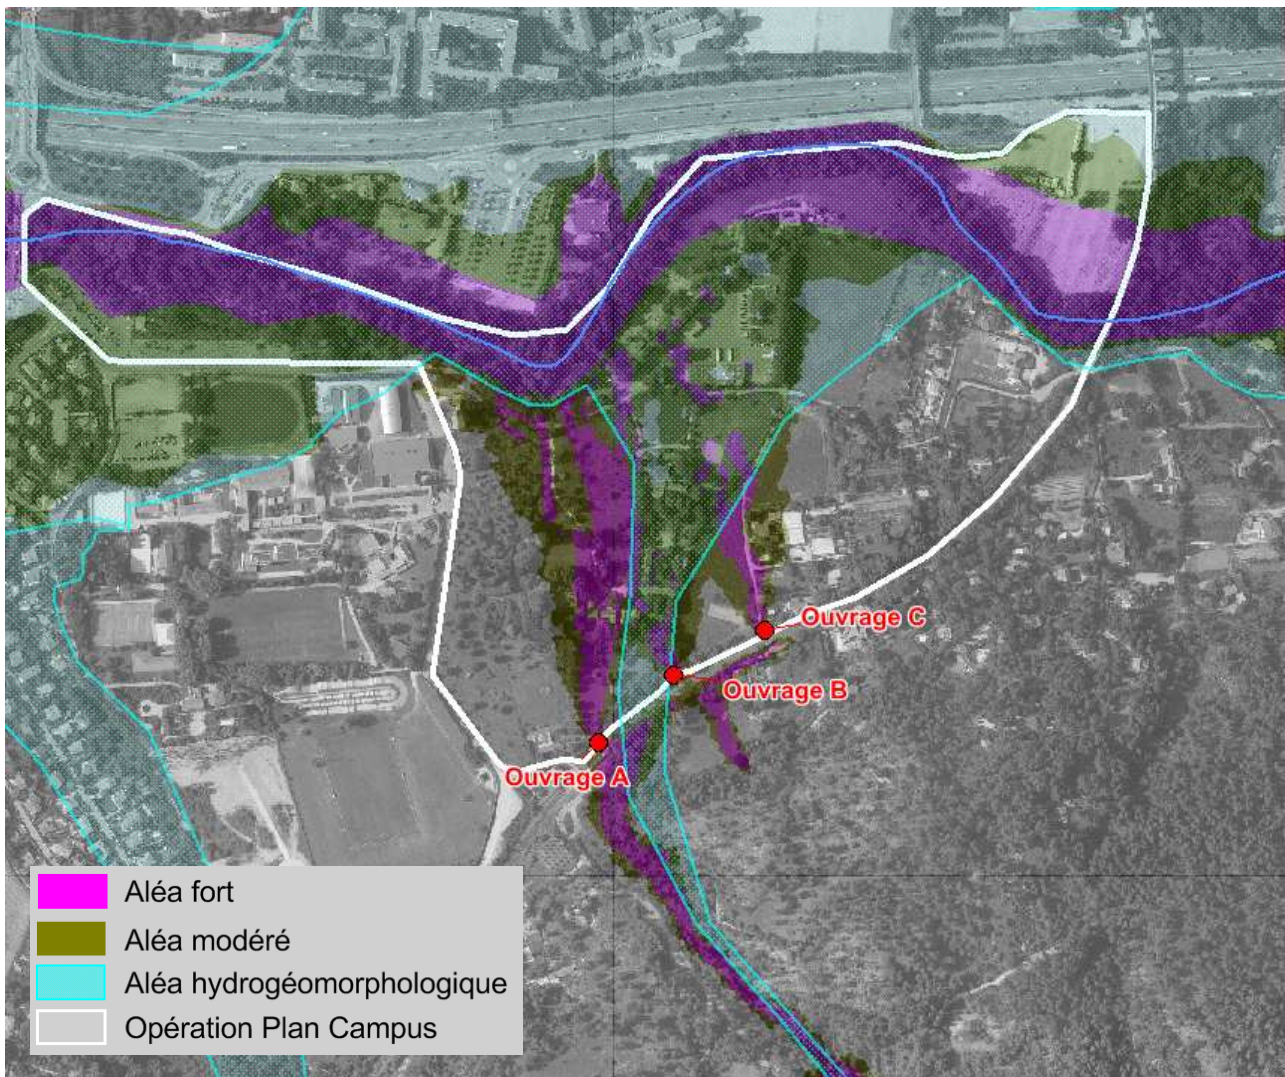 Ouvrage C
Ouvrage B
Ouvrage A
Aléa fort
Aléa modéré
Aléa hydrogéomorphologique
Opération Plan Campus